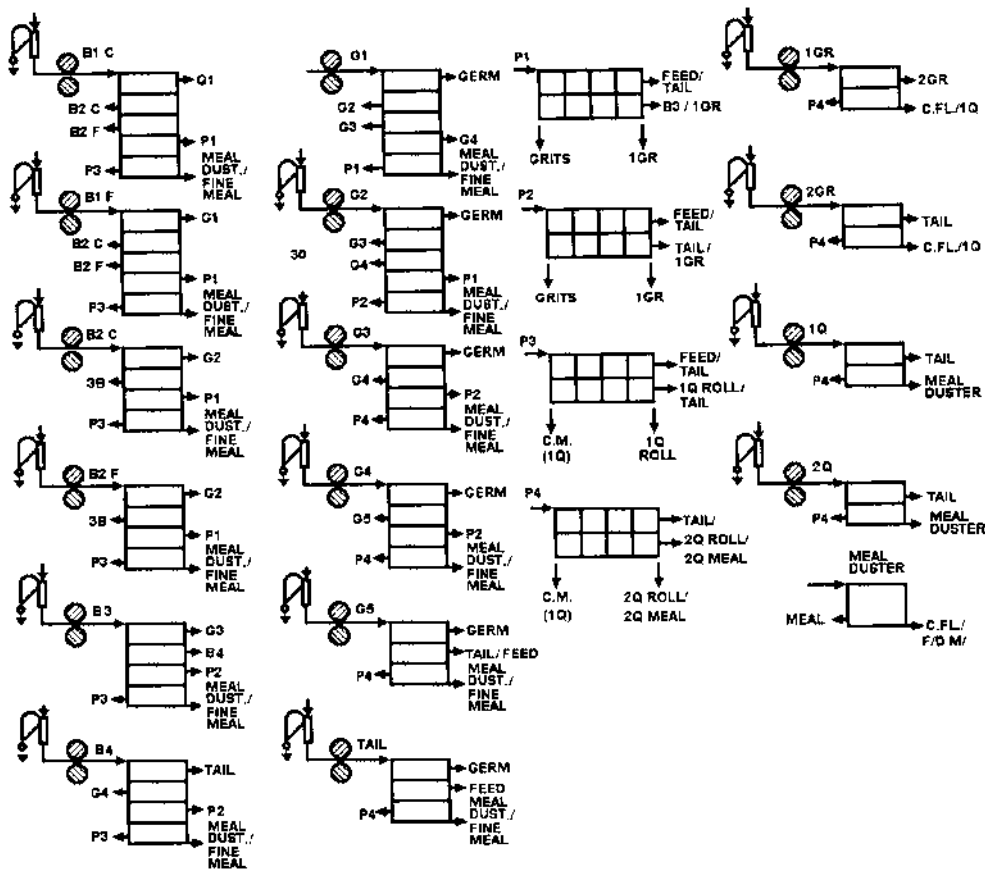 B1 C
G1
B2 C
B2 F
P1
P3
MEAL
DUST./
FINE
MEAL
B1 F
G1
B2 C
B2 F
P1
P3
MEAL
DUST./
FINE
MEAL
B2 C
G2
3B
P1
P3
MEAL
DUST./
FINE
MEAL
B2 F
G2
3B
P1
P3
MEAL
DUST./
FINE
MEAL
B3
G3
B4
P2
P3
MEAL
DUST./
FINE
MEAL
B4
TAIL
G4
P2
P3
MEAL
DUST./
FINE
MEAL
G1
GERM
G2
G3
G4
P1
MEAL
DUST./
FINE
MEAL
30
G2
GERM
G3
G4
P1
P2
MEAL
DUST./
FINE
MEAL
G3
GERM
G4
P2
P4
MEAL
DUST./
FINE
MEAL
G4
GERM
G5
P2
P4
MEAL
DUST./
FINE
MEAL
G5
GERM
TAIL/FEED
P4
MEAL
DUST./
FINE
MEAL
TAIL
GERM
FEED
P4
MEAL
DUST./
FINE
MEAL
P1
FEED/
TAIL
B3 / 1GR
GRITS
1GR
P2
FEED/
TAIL
TAIL/
1GR
GRITS
1GR
P3
FEED/
TAIL
1Q ROLL/
TAIL
C.M.
(1Q)
1Q
ROLL
P4
TAIL/
2Q ROLL/
2Q MEAL
C.M.
(1Q)
2Q ROLL/
2Q MEAL
1GR
2GR
P4
C.FL/1Q
2GR
TAIL
P4
C.FL/1Q
1Q
TAIL
P4
MEAL
DUSTER
2Q
TAIL
P4
MEAL
DUSTER
MEAL
DUSTER
MEAL
C.FL./
F/D M/